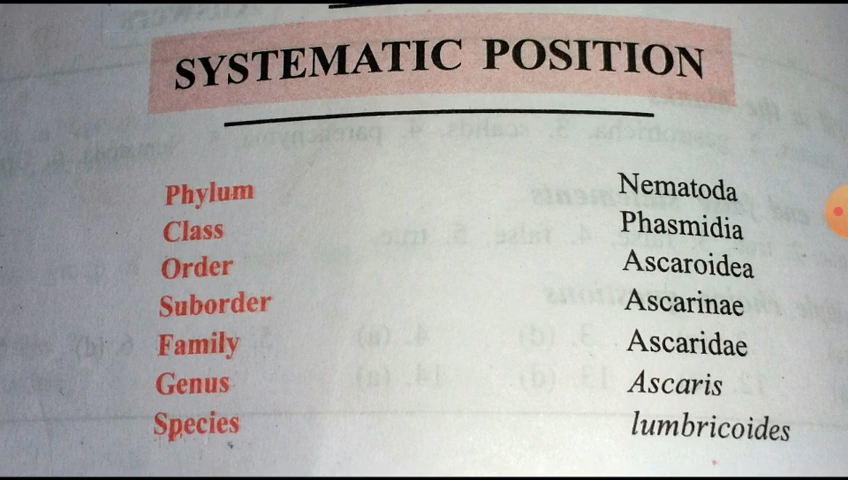 SYSTEMATIC POSITION
Phylum Nematoda
Class Phasmidia
Order Ascaroidea
Suborder Ascarinae
Family Ascaridae
Genus Ascaris
Species lumbricoides